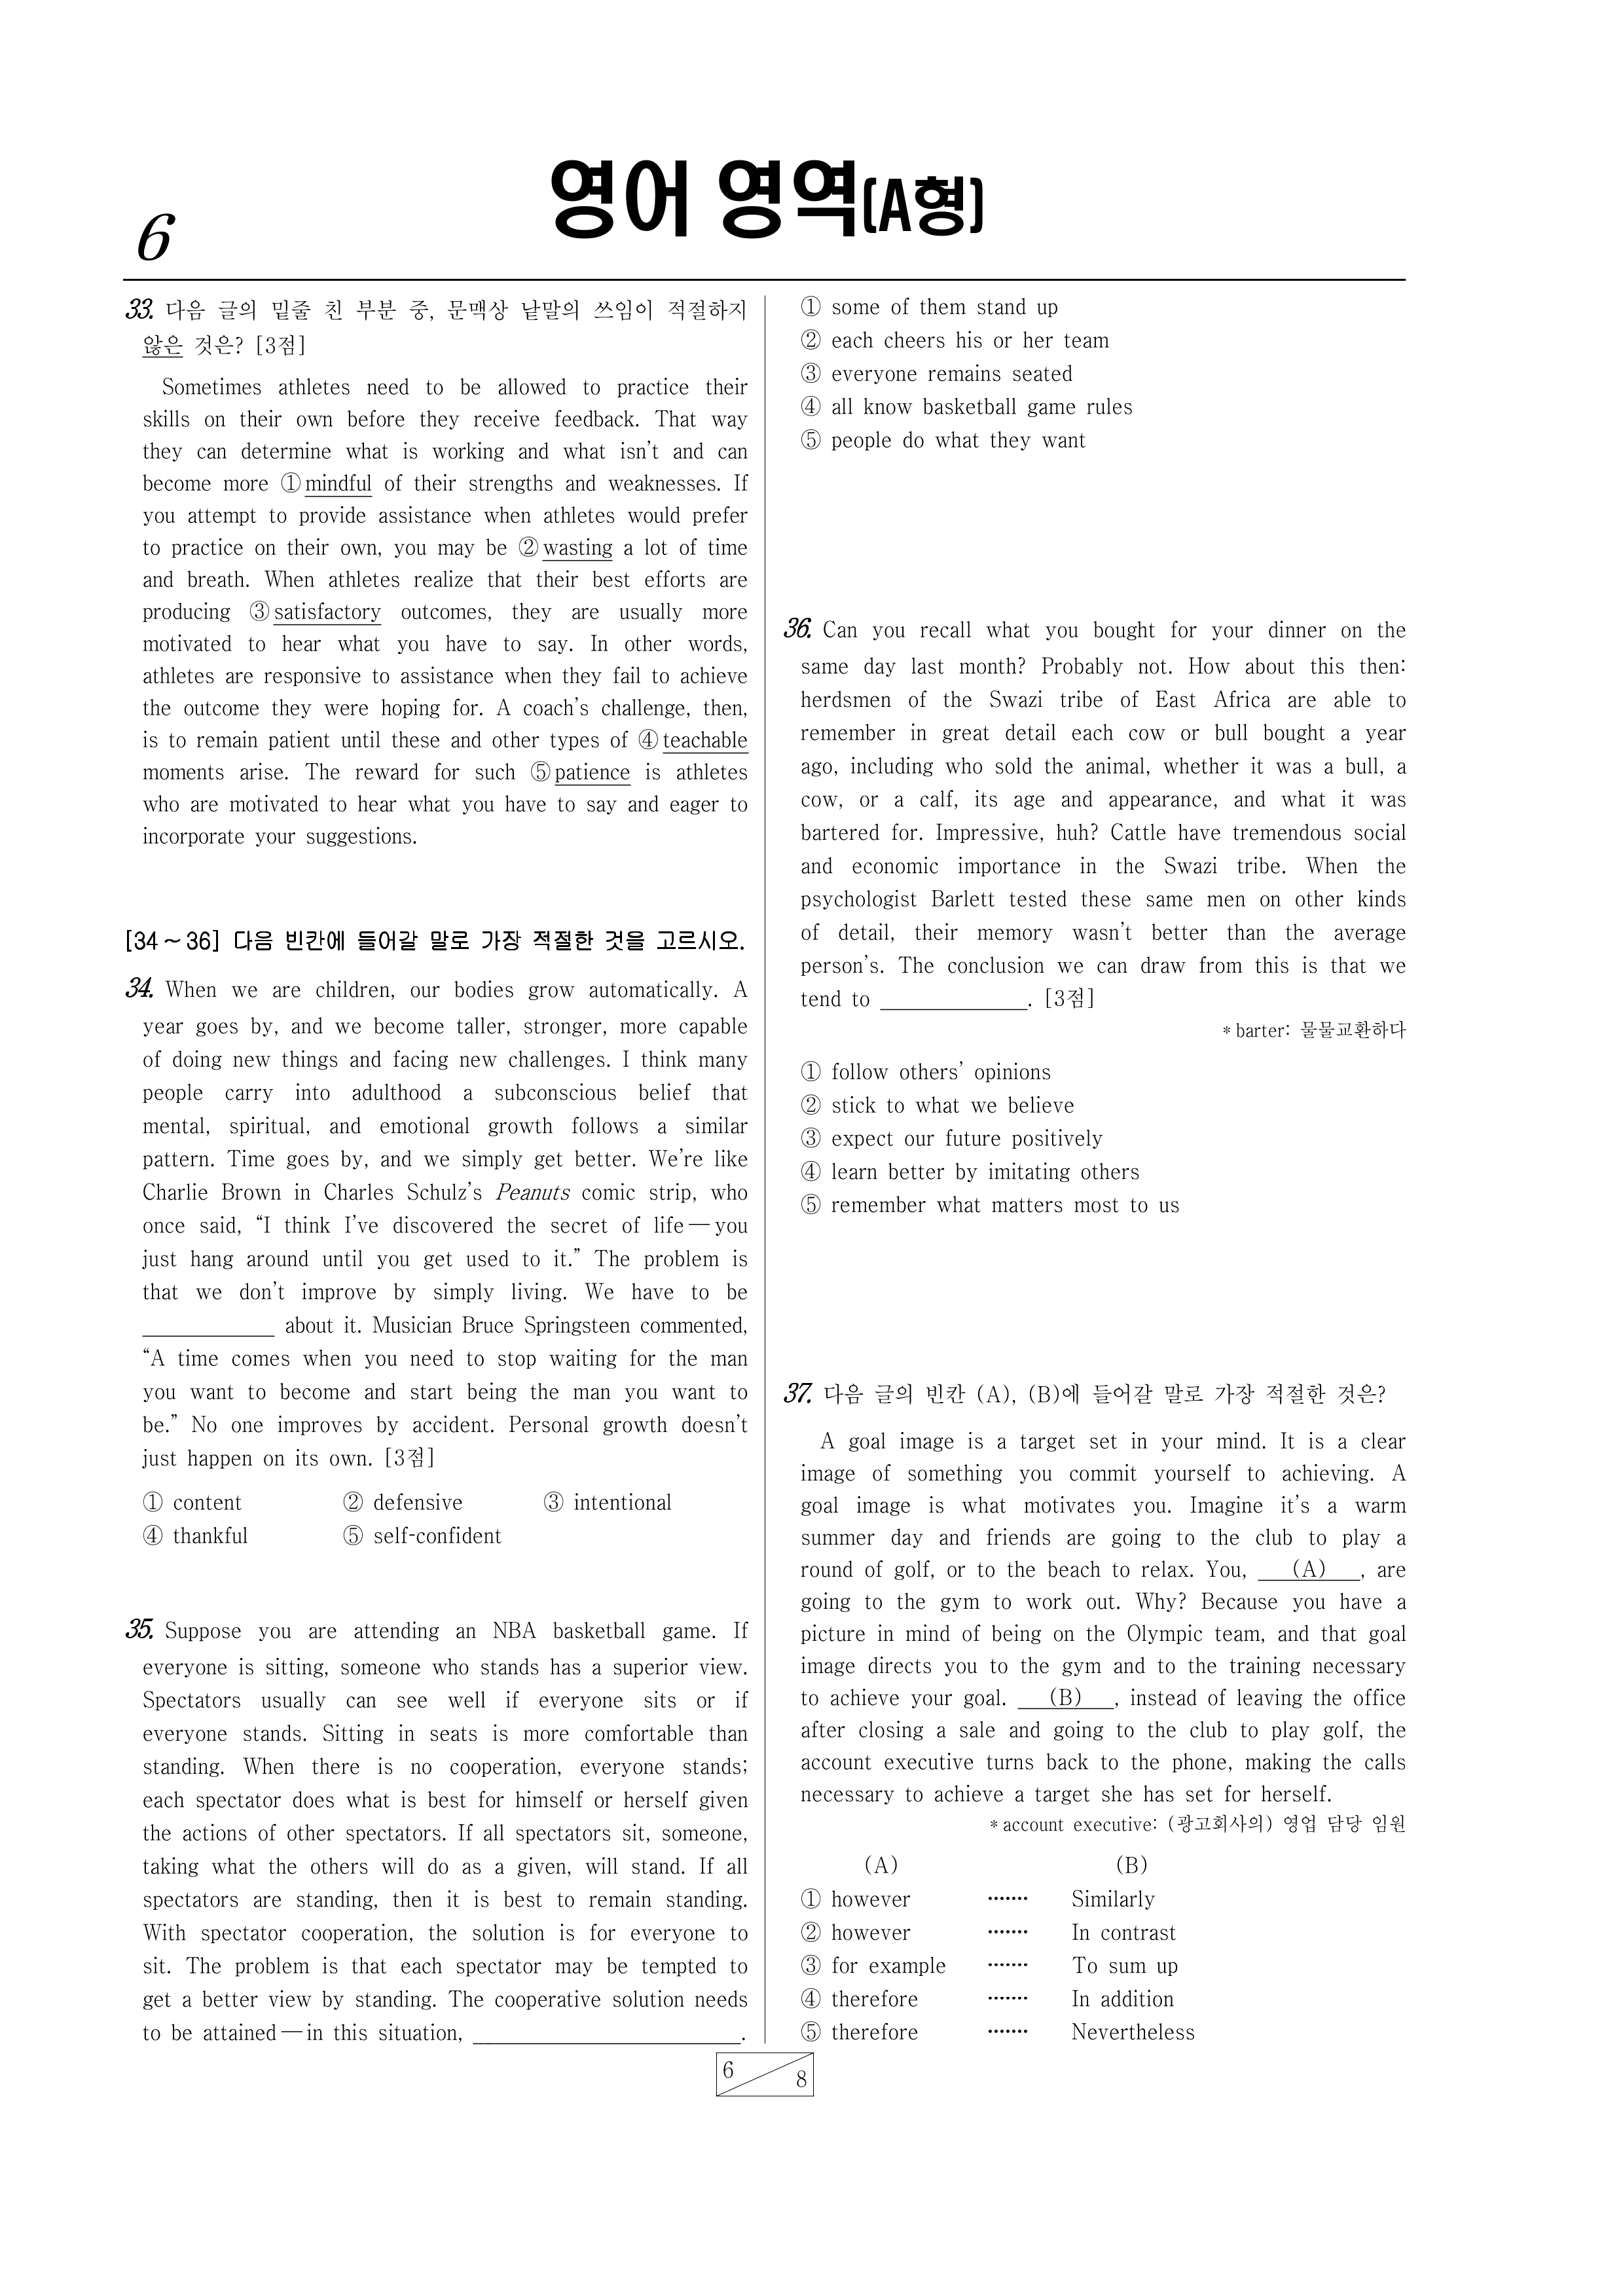 6
영어 영역(A형)
33. 다음 글의 밑줄 친 부분 중, 문맥상 낱말의 쓰임이 적절하지
않은 것은? [3점]
Sometimes athletes need to be allowed to practice their
skills on their own before they receive feedback. That way
they can determine what is working and what isn't and can
become more ①mindful of their strengths and weaknesses. If
you attempt to provide assistance when athletes would prefer
to practice on their own, you may be ②wasting a lot of time
and breath. When athletes realize that their best efforts are
producing ③satisfactory outcomes, they are usually more
motivated to hear what you have to say. In other words,
athletes are responsive to assistance when they fail to achieve
the outcome they were hoping for. A coach's challenge, then,
is to remain patient until these and other types of ④teachable
moments arise. The reward for such ⑤patience is athletes
who are motivated to hear what you have to say and eager to
incorporate your suggestions.
[34~36] 다음 빈칸에 들어갈 말로 가장 적절한 것을 고르시오.
34. When we are children, our bodies grow automatically. A
year goes by, and we become taller, stronger, more capable
of doing new things and facing new challenges. I think many
people carry into adulthood a subconscious belief that
mental, spiritual, and emotional growth follows a similar
pattern. Time goes by, and we simply get better. We're like
Charlie Brown in Charles Schulz's Peanuts comic strip, who
once said, “I think I've discovered the secret of life—you
just hang around until you get used to it.” The problem is
that we don't improve by simply living. We have to be
____________ about it. Musician Bruce Springsteen commented,
“A time comes when you need to stop waiting for the man
you want to become and start being the man you want to
be.” No one improves by accident. Personal growth doesn't
just happen on its own. [3점]
① content ② defensive ③ intentional
④ thankful ⑤ self-confident
35. Suppose you are attending an NBA basketball game. If
everyone is sitting, someone who stands has a superior view.
Spectators usually can see well if everyone sits or if
everyone stands. Sitting in seats is more comfortable than
standing. When there is no cooperation, everyone stands;
each spectator does what is best for himself or herself given
the actions of other spectators. If all spectators sit, someone,
taking what the others will do as a given, will stand. If all
spectators are standing, then it is best to remain standing.
With spectator cooperation, the solution is for everyone to
sit. The problem is that each spectator may be tempted to
get a better view by standing. The cooperative solution needs
to be attained—in this situation, ________________________.
① some of them stand up
② each cheers his or her team
③ everyone remains seated
④ all know basketball game rules
⑤ people do what they want
36. Can you recall what you bought for your dinner on the
same day last month? Probably not. How about this then:
herdsmen of the Swazi tribe of East Africa are able to
remember in great detail each cow or bull bought a year
ago, including who sold the animal, whether it was a bull, a
cow, or a calf, its age and appearance, and what it was
bartered for. Impressive, huh? Cattle have tremendous social
and economic importance in the Swazi tribe. When the
psychologist Barlett tested these same men on other kinds
of detail, their memory wasn't better than the average
person's. The conclusion we can draw from this is that we
tend to _____________. [3점]
* barter: 물물교환하다
① follow others' opinions
② stick to what we believe
③ expect our future positively
④ learn better by imitating others
⑤ remember what matters most to us
37. 다음 글의 빈칸 (A), (B)에 들어갈 말로 가장 적절한 것은?
A goal image is a target set in your mind. It is a clear
image of something you commit yourself to achieving. A
goal image is what motivates you. Imagine it's a warm
summer day and friends are going to the club to play a
round of golf, or to the beach to relax. You, ___(A)___, are
going to the gym to work out. Why? Because you have a
picture in mind of being on the Olympic team, and that goal
image directs you to the gym and to the training necessary
to achieve your goal. ___(B)___, instead of leaving the office
after closing a sale and going to the club to play golf, the
account executive turns back to the phone, making the calls
necessary to achieve a target she has set for herself.
* account executive: (광고회사의) 영업 담당 임원
(A) (B)
① however ······· Similarly
② however ······· In contrast
③ for example ······· To sum up
④ therefore ······· In addition
⑤ therefore ······· Nevertheless
6 8